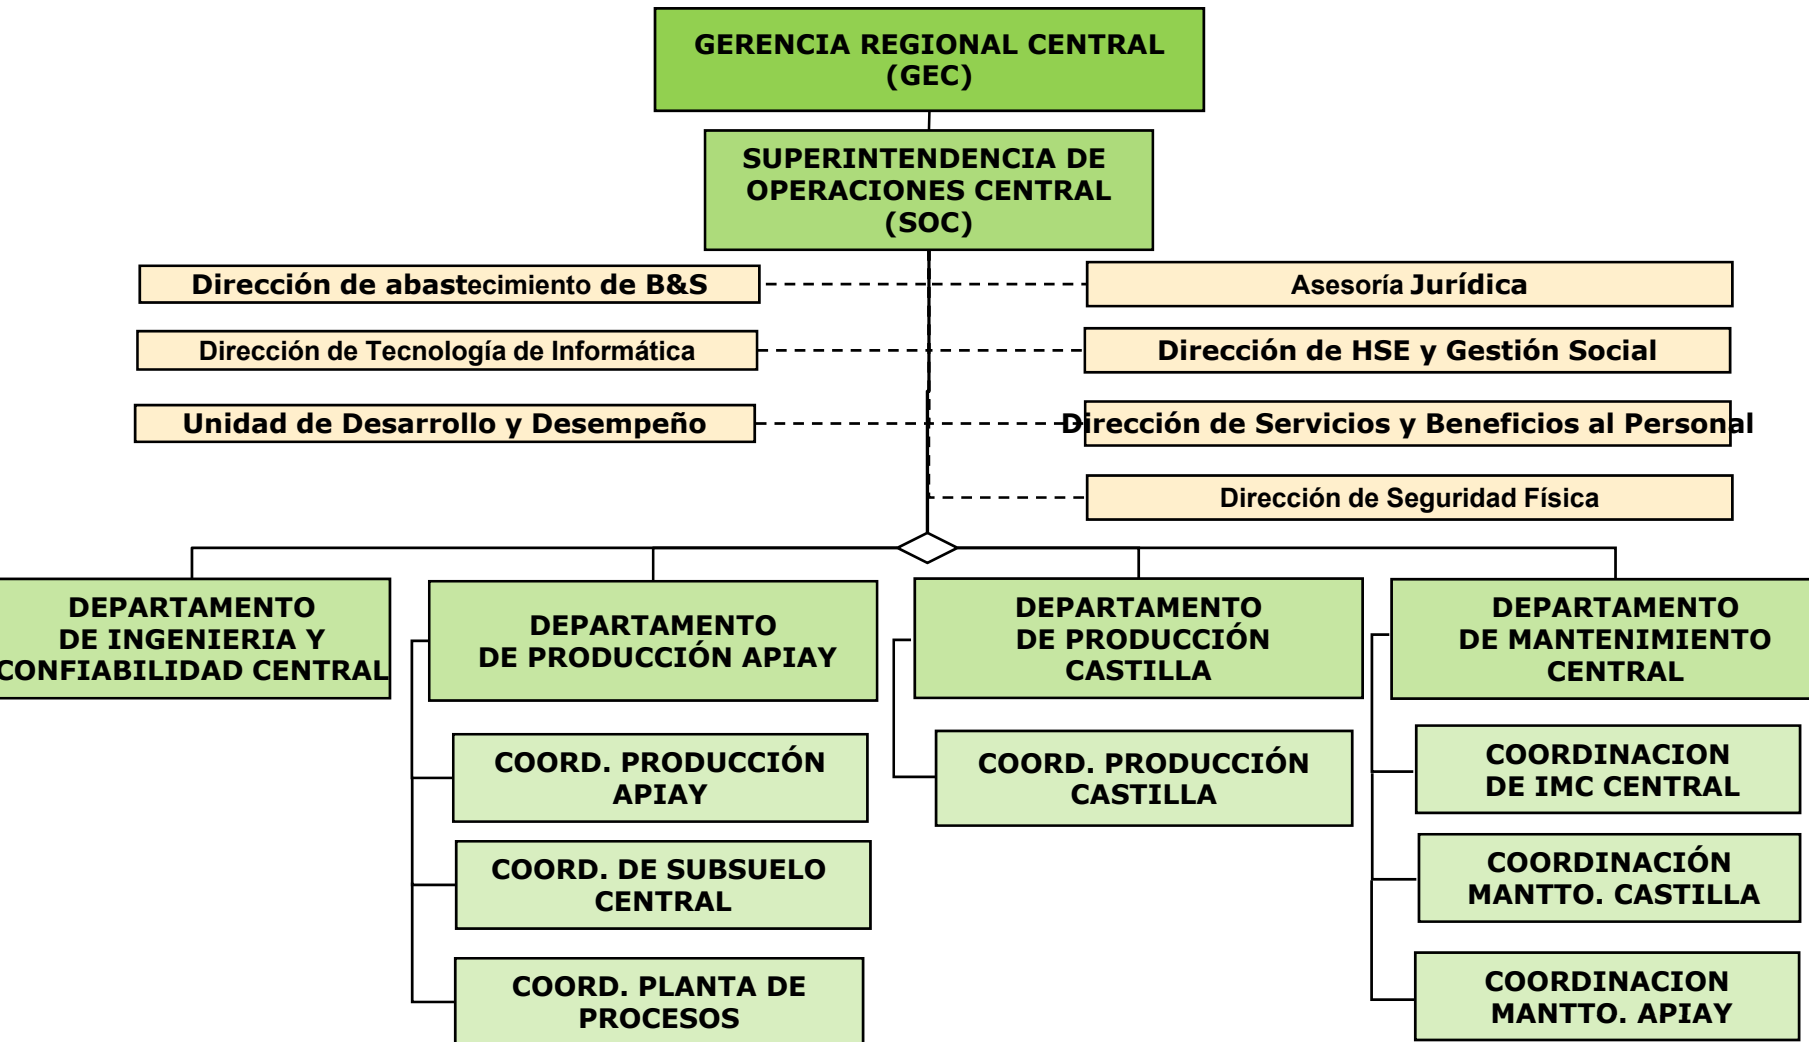 GERENCIA REGIONAL CENTRAL
(GEC)
SUPERINTENDENCIA DE
OPERACIONES CENTRAL
(SOC)
Dirección de abastecimiento de B&S
Asesoría Jurídica
Dirección de Tecnología de Informática
Dirección de HSE y Gestión Social
Unidad de Desarrollo y Desempeño
Dirección de Servicios y Beneficios al Personal
Dirección de Seguridad Física
DEPARTAMENTO
DE INGENIERIA Y
CONFIABILIDAD CENTRAL
DEPARTAMENTO
DE PRODUCCIÓN APIAY
DEPARTAMENTO
DE PRODUCCIÓN
CASTILLA
DEPARTAMENTO
DE MANTENIMIENTO
CENTRAL
COORD. PRODUCCIÓN
APIAY
COORD. DE SUBSUELO
CENTRAL
COORD. PLANTA DE
PROCESOS
COORD. PRODUCCIÓN
CASTILLA
COORDINACION
DE IMC CENTRAL
COORDINACIÓN
MANTTO. CASTILLA
COORDINACION
MANTTO. APIAY